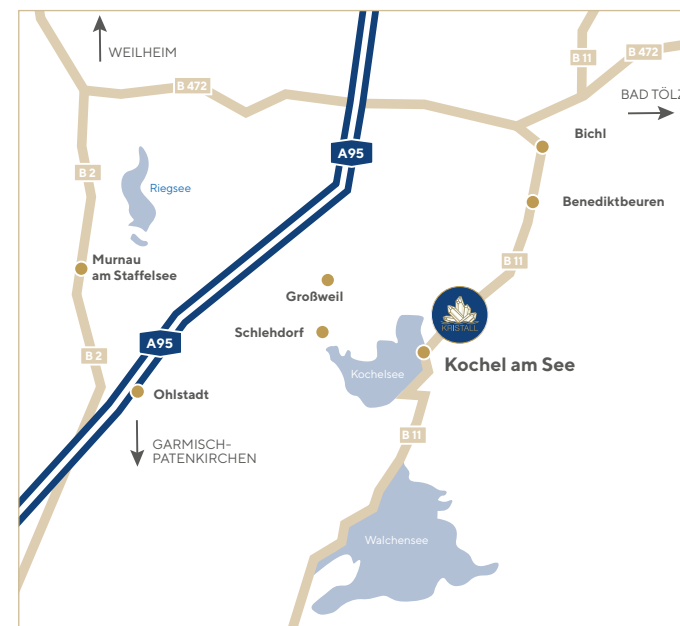 WEILHEIM
B 11
B 472
B 472
BAD TÖLZ
Bichl
A95
B 2
Riegsee
Benediktbeuren
Murnau
am Staffelsee
B 11
Großweil
KRISTALL
Schlehdorf
A95
B 2
Kochel am See
Kochelsee
Ohlstadt
GARMISCH-
PATENKIRCHEN
B 11
Walchensee